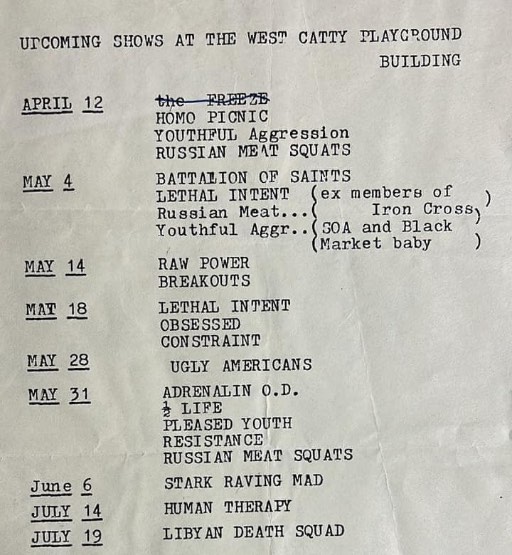 UPCOMING SHOWS AT THE WEST CATTY PLAYGROUND
BUILDING
APRIL 12 the FREEZE
HOMO PICNIC
YOUTHFUL Aggression
RUSSIAN MEAT SQUATS
MAY 4 BATTALION OF SAINTS
LETHAL INTENT (ex members of )
Russian Meat...( Iron Cross)
Youthful Aggr..(SOA and Black
(Market baby )
MAY 14 RAW POWER
BREAKOUTS
MAT 18 LETHAL INTENT
OBSESSED
CONSTRAINT
MAY 28 UGLY AMERICANS
MAY 31 ADRENALIN O.D.
½ LIFE
PLEASED YOUTH
RESISTANCE
RUSSIAN MEAT SQUATS
June 6 STARK RAVING MAD
JULY 14 HUMAN THERAPY
JULY 19 LIBYAN DEATH SQUAD